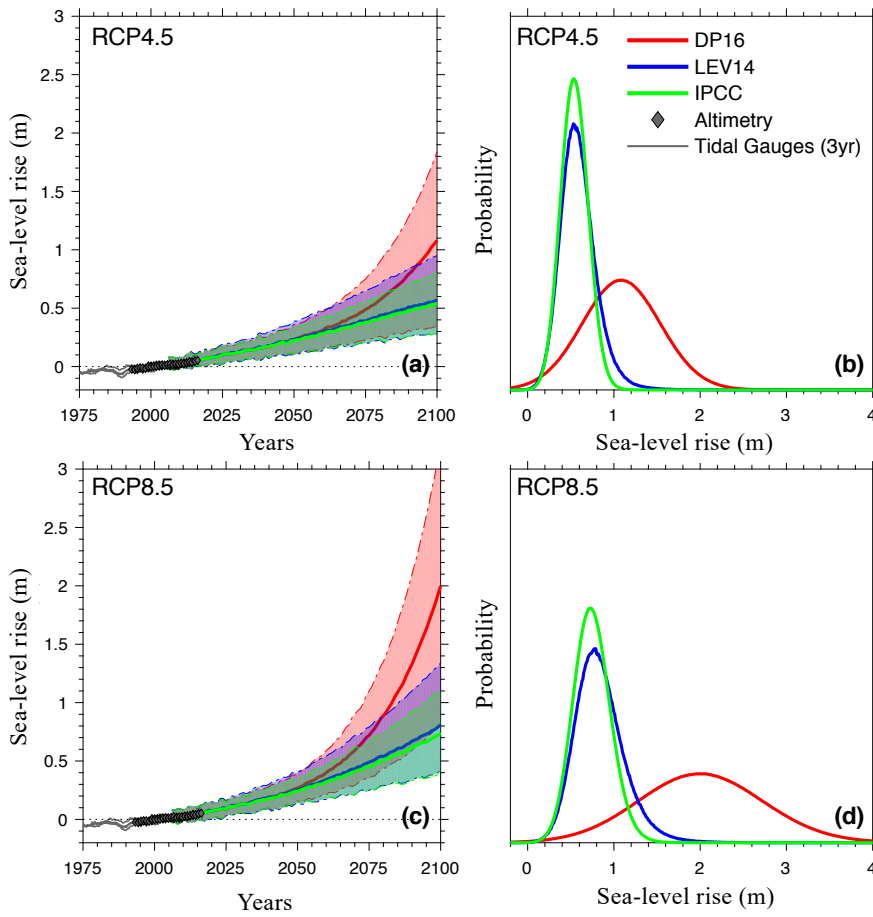 RCP4.5
3
2.5
2
1.5
1
0.5
0
Sea-level rise (m)
(a)
1975 2000 2025 2050 2075 2100
Years
RCP4.5
DP16
LEV14
IPCC
Altimetry
Tidal Gauges (3yr)
Probability
(b)
0 1 2 3 4
Sea-level rise (m)
RCP8.5
3
2.5
2
1.5
1
0.5
0
Sea-level rise (m)
(c)
1975 2000 2025 2050 2075 2100
Years
RCP8.5
Probability
(d)
0 1 2 3 4
Sea-level rise (m)